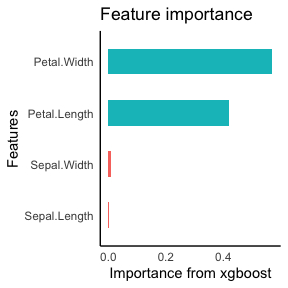 Feature importance
Petal.Width
Petal.Length
Sepal.Width
Sepal.Length
Features
0.0 0.2 0.4
Importance from xgboost